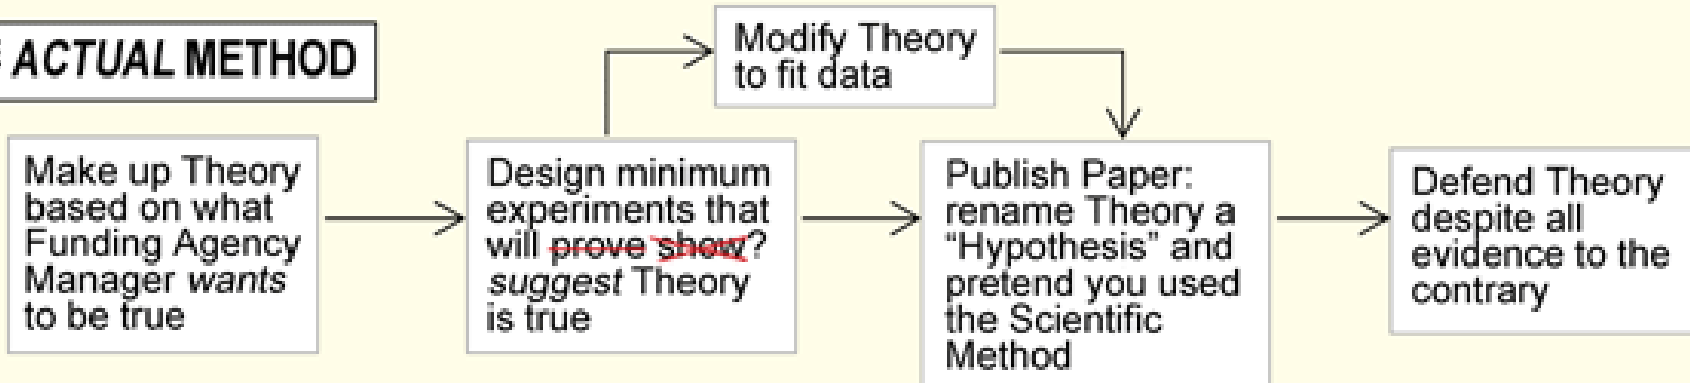 ACTUAL METHOD
Modify Theory
to fit data
Make up Theory
based on what
Funding Agency
Manager wants
to be true
Design minimum
experiments that
will prove show?
suggest Theory
is true
Publish Paper:
rename Theory a
“Hypothesis” and
pretend you used
the Scientific
Method
Defend Theory
despite all
evidence to the
contrary